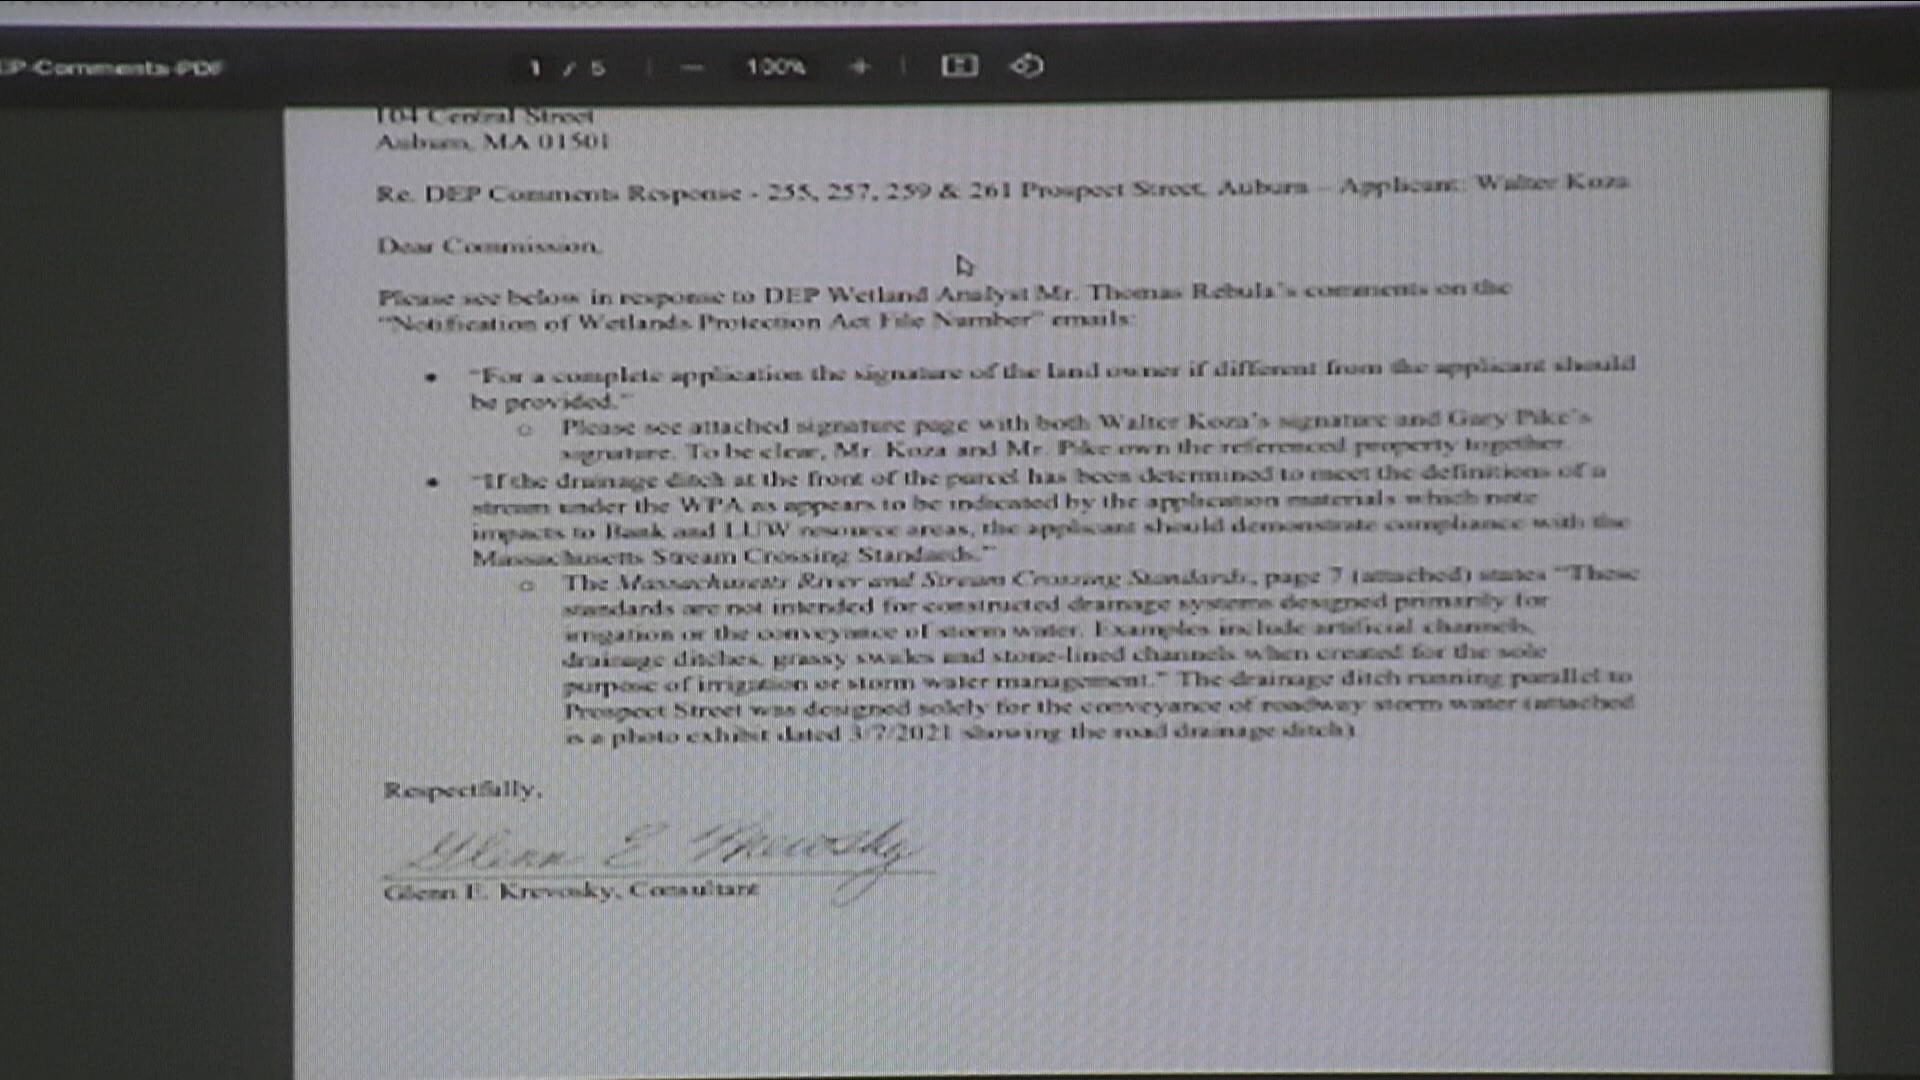 EP-Comments-PDF
1 / 5
100%
104 Central Street
Auburn, MA 01501
Re. DEP Comments Response - 255, 257, 259 & 261 Prospect Street, Auburn – Applicant: Walter Koza
Dear Commission,
Please see below in response to DEP Wetland Analyst Mr. Thomas Rebula's comments on the
"Notification of Wetlands Protection Act File Number" emails:
• "For a complete application the signature of the land owner if different from the applicant should
be provided."
o Please see attached signature page with both Walter Koza's signature and Gary Pike's
signature. To be clear, Mr. Koza and Mr. Pike own the referenced property together.
• "If the drainage ditch at the front of the parcel has been determined to meet the definitions of a
stream under the WPA as appears to be indicated by the application materials which note
impacts to Bank and LUW resource areas, the applicant should demonstrate compliance with the
Massachusetts Stream Crossing Standards."
o The Massachusetts River and Stream Crossing Standards, page 7 (attached) states "These
standards are not intended for constructed drainage systems designed primarily for
irrigation or the conveyance of storm water. Examples include artificial channels,
drainage ditches, grassy swales and stone-lined channels when created for the sole
purpose of irrigation or storm water management." The drainage ditch running parallel to
Prospect Street was designed solely for the conveyance of roadway storm water (attached
is a photo exhibit dated 3/7/2021 showing the road drainage ditch).
Respectfully,
Glenn E. Krevosky
Glenn E. Krevosky, Consultant